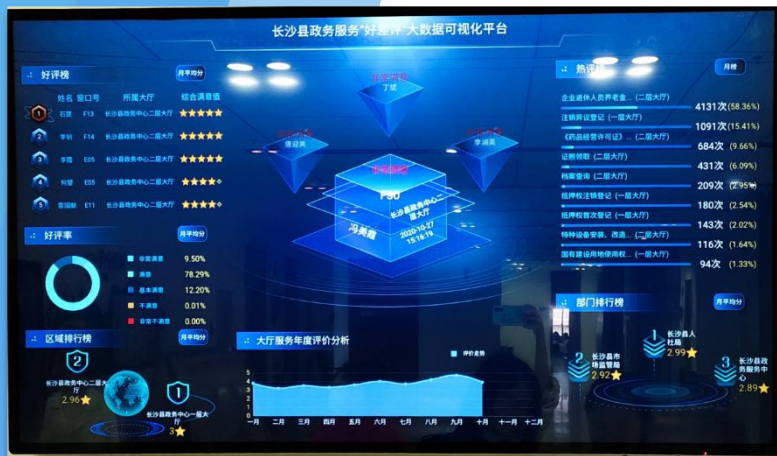 长沙县政务服务“好差评”大数据可视化平台
好评榜
月平均分
姓名 窗口号 所属大厅 综合满意值
1 石意 F13 长沙县政务中心二层大厅
2 李钥 F14 长沙县政务中心二层大厅
3 李霞 E05 长沙县政务中心二层大厅
4 何慧 E35 长沙县政务中心二层大厅
5 E11 长沙县政务中心二层大厅
好评率
月平均分
非常满意 9.50%
满意 78.29%
基本满意 12.20%
不满意 0.01%
非常不满意 0.00%
区域排行榜
月平均分
2
长沙县政务中心二层大
厅
2.96
1
长沙县政务中心一层大
厅
3
丁斌
唐迎英
李湘英
F30
长沙县政务中心二
层大厅
冯美霞
2020-10-27
15:16:19
大厅服务年度评价分析
评价走势
5
4
3
2
1
0
一月 二月 三月 四月 五月 六月 七月 八月 九月 十月 十一月 十二月
热评榜
月榜
企业退休人员养老金... (二层大厅)
4131次(58.36%)
注销异议登记 (一层大厅)
1091次(15.41%)
《药品经营许可证》... (二层大厅)
684次 (9.66%)
证照领取 (二层大厅)
431次 (6.09%)
档案查询 (二层大厅)
209次 (2.95%)
抵押权注销登记 (一层大厅)
180次 (2.54%)
抵押权首次登记 (一层大厅)
143次 (2.02%)
特种设备安装、改造... (二层大厅)
116次 (1.64%)
国有建设用地使用权... (一层大厅)
94次 (1.33%)
部门排行榜
月平均分
1
长沙县人
社局
2.99
2
长沙县市
场监管局
2.92
3
长沙县政
务服务中
心
2.89